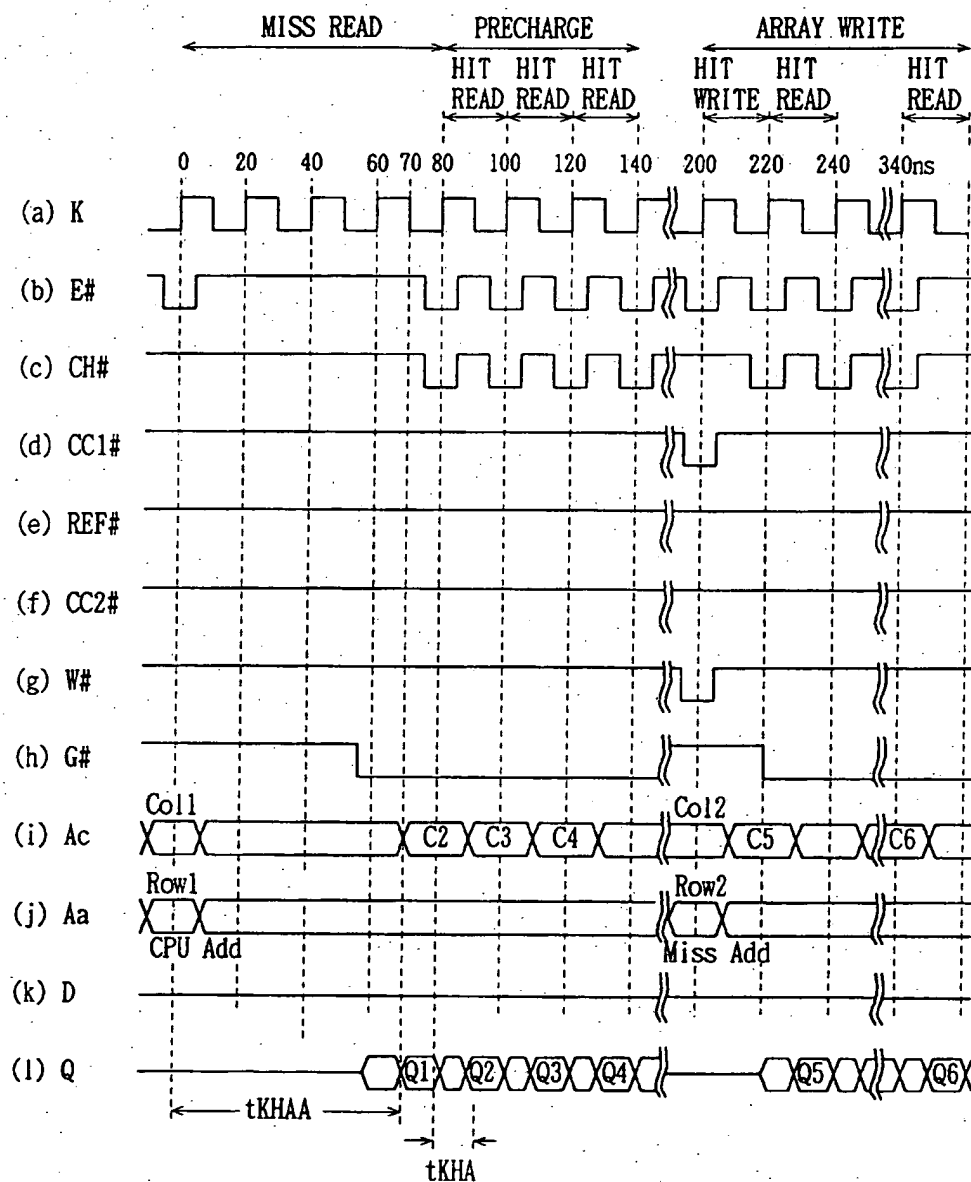 MISS READ PRECHARGE ARRAY WRITE
HIT READ HIT READ HIT READ HIT WRITE HIT READ HIT READ
0 20 40 60 70 80 100 120 140 200 220 240 340ns
(a) K
(b) E#
(c) CH#
(d) CC1#
(e) REF#
(f) CC2#
(g) W#
(h) G#
Col1 Col2
(i) Ac C2 C3 C4 C5 C6
Row1 Row2
(j) Aa
CPU Add Miss Add
(k) D
(l) Q Q1 Q2 Q3 Q4 Q5 Q6
tKHAA
tKHA